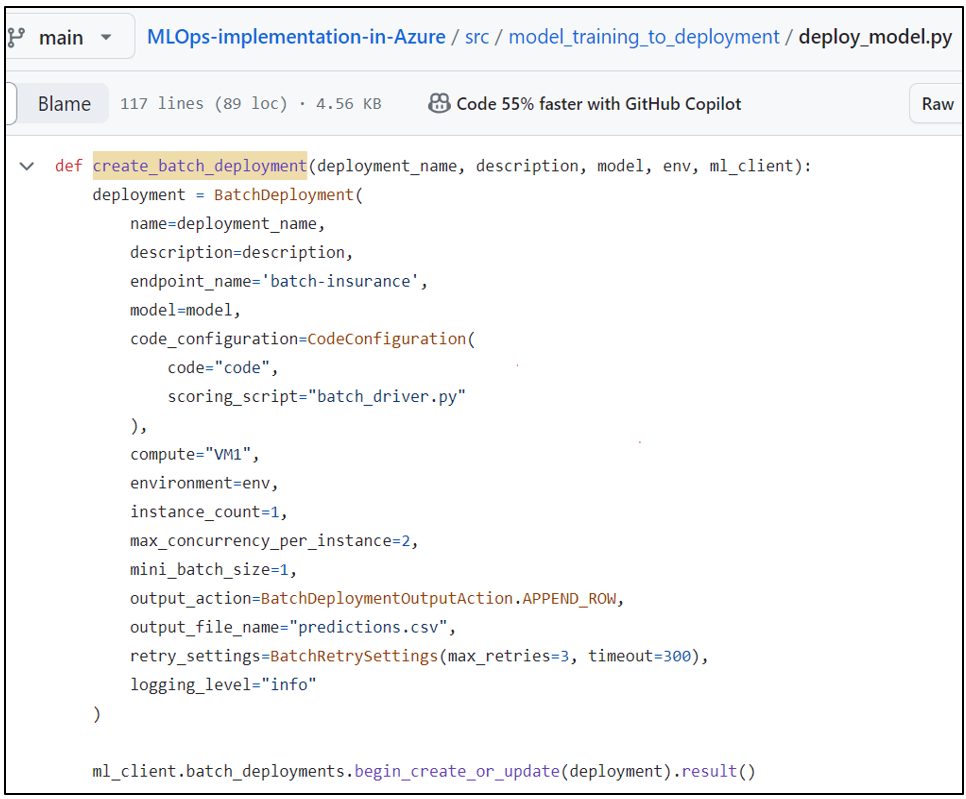 main MLOps-implementation-in-Azure / src / model_training_to_deployment / deploy_model.py
Blame 117 lines (89 loc) · 4.56 KB Code 55% faster with GitHub Copilot Raw
def create_batch_deployment(deployment_name, description, model, env, ml_client):
    deployment = BatchDeployment(
        name=deployment_name,
        description=description,
        endpoint_name='batch-insurance',
        model=model,
        code_configuration=CodeConfiguration(
            code="code",
            scoring_script="batch_driver.py"
        ),
        compute="VM1",
        environment=env,
        instance_count=1,
        max_concurrency_per_instance=2,
        mini_batch_size=1,
        output_action=BatchDeploymentOutputAction.APPEND_ROW,
        output_file_name="predictions.csv",
        retry_settings=BatchRetrySettings(max_retries=3, timeout=300),
        logging_level="info"
    )
    ml_client.batch_deployments.begin_create_or_update(deployment).result()